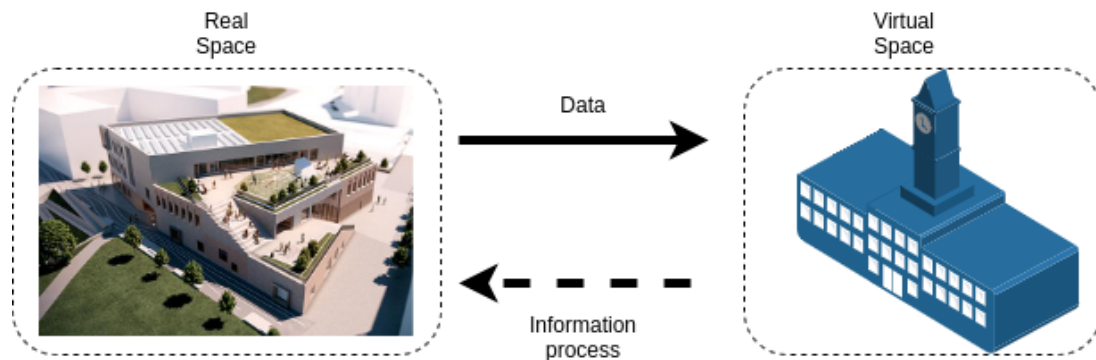 Real
Space
Virtual
Space
Data
Information
process